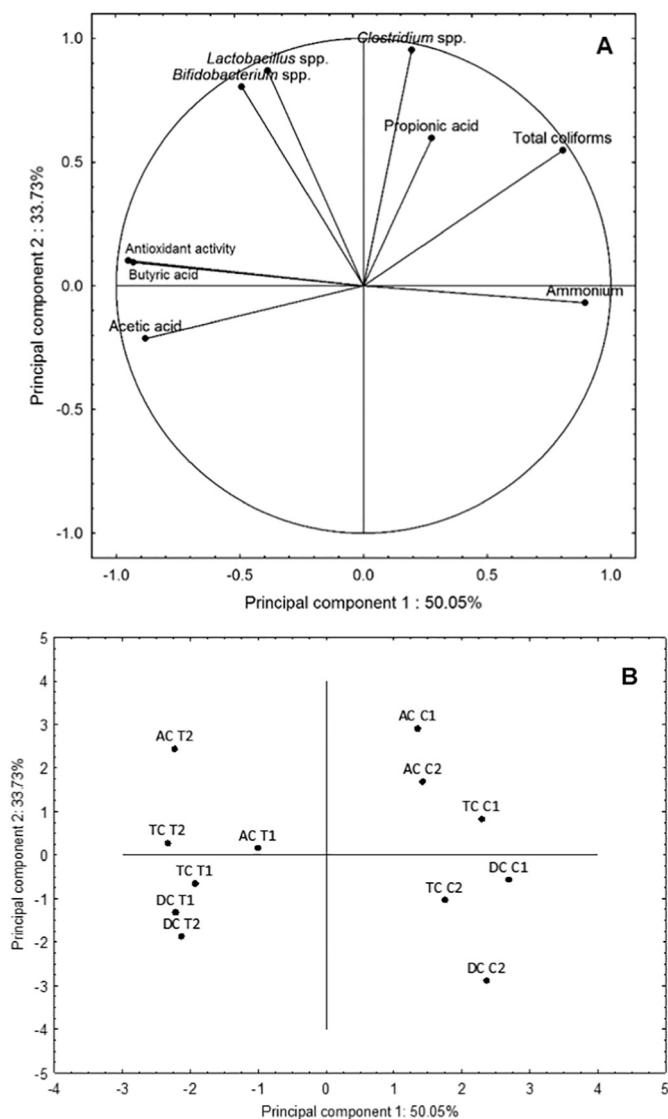 A
1.0
Clostridium spp.
Lactobacillus spp.
Bifidobacterium spp.
Propionic acid
Total coliforms
0.5
Antioxidant activity
Butyric acid
0.0
Ammonium
Acetic acid
-0.5
-1.0
Principal component 2 : 33.73%
-1.0 -0.5 0.0 0.5 1.0
Principal component 1 : 50.05%
B
5
4
3
2
1
0
-1
-2
-3
-4
-5
AC C1
AC T2
AC C2
TC C1
TC T2
AC T1
TC T1
DC C1
DC T1
TC C2
DC T2
DC C2
Principal component 2: 33.73%
-4 -3 -2 -1 0 1 2 3 4 5
Principal component 1: 50.05%